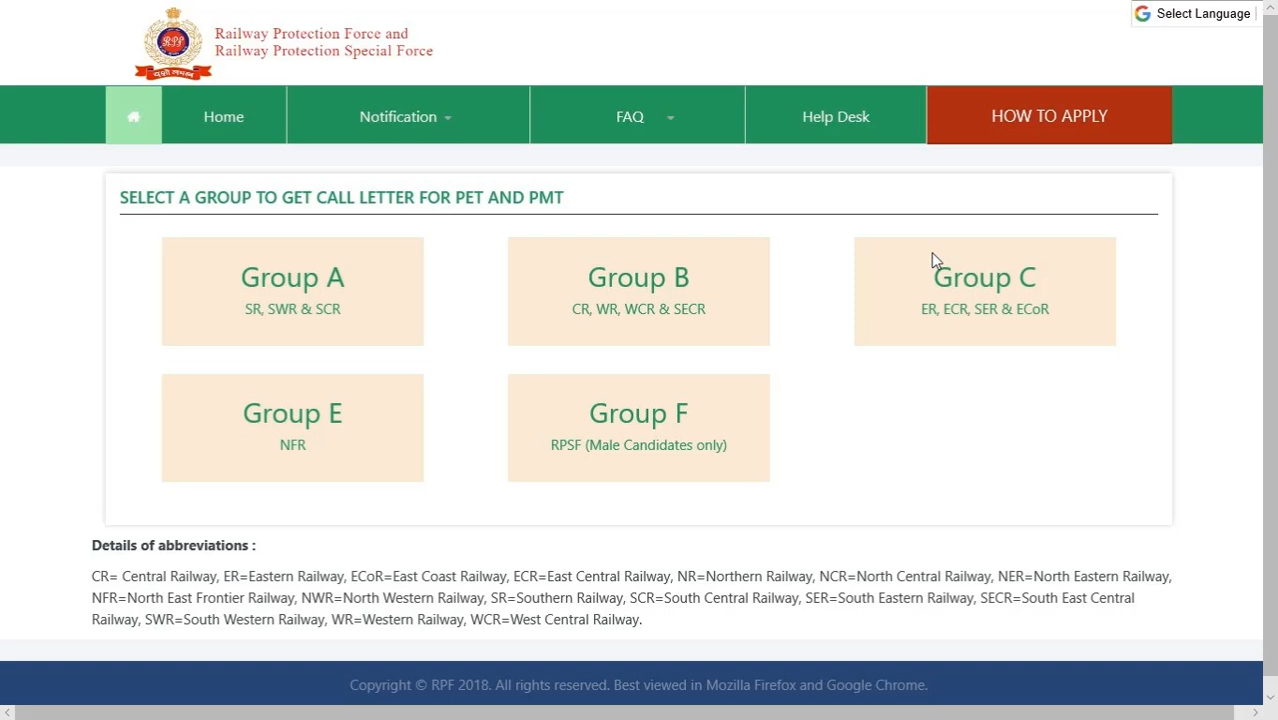 Select Language
Railway Protection Force and
Railway Protection Special Force
Home
Notification
FAQ
Help Desk
HOW TO APPLY
SELECT A GROUP TO GET CALL LETTER FOR PET AND PMT
Group A
SR, SWR & SCR
Group B
CR, WR, WCR & SECR
Group C
ER, ECR, SER & ECoR
Group E
NFR
Group F
RPSF (Male Candidates only)
Details of abbreviations :
CR= Central Railway, ER=Eastern Railway, ECoR=East Coast Railway, ECR=East Central Railway, NR=Northern Railway, NCR=North Central Railway, NER=North Eastern Railway,
NFR=North East Frontier Railway, NWR=North Western Railway, SR=Southern Railway, SCR=South Central Railway, SER=South Eastern Railway, SECR=South East Central
Railway, SWR=South Western Railway, WR=Western Railway, WCR=West Central Railway.
Copyright © RPF 2018. All rights reserved. Best viewed in Mozilla Firefox and Google Chrome.